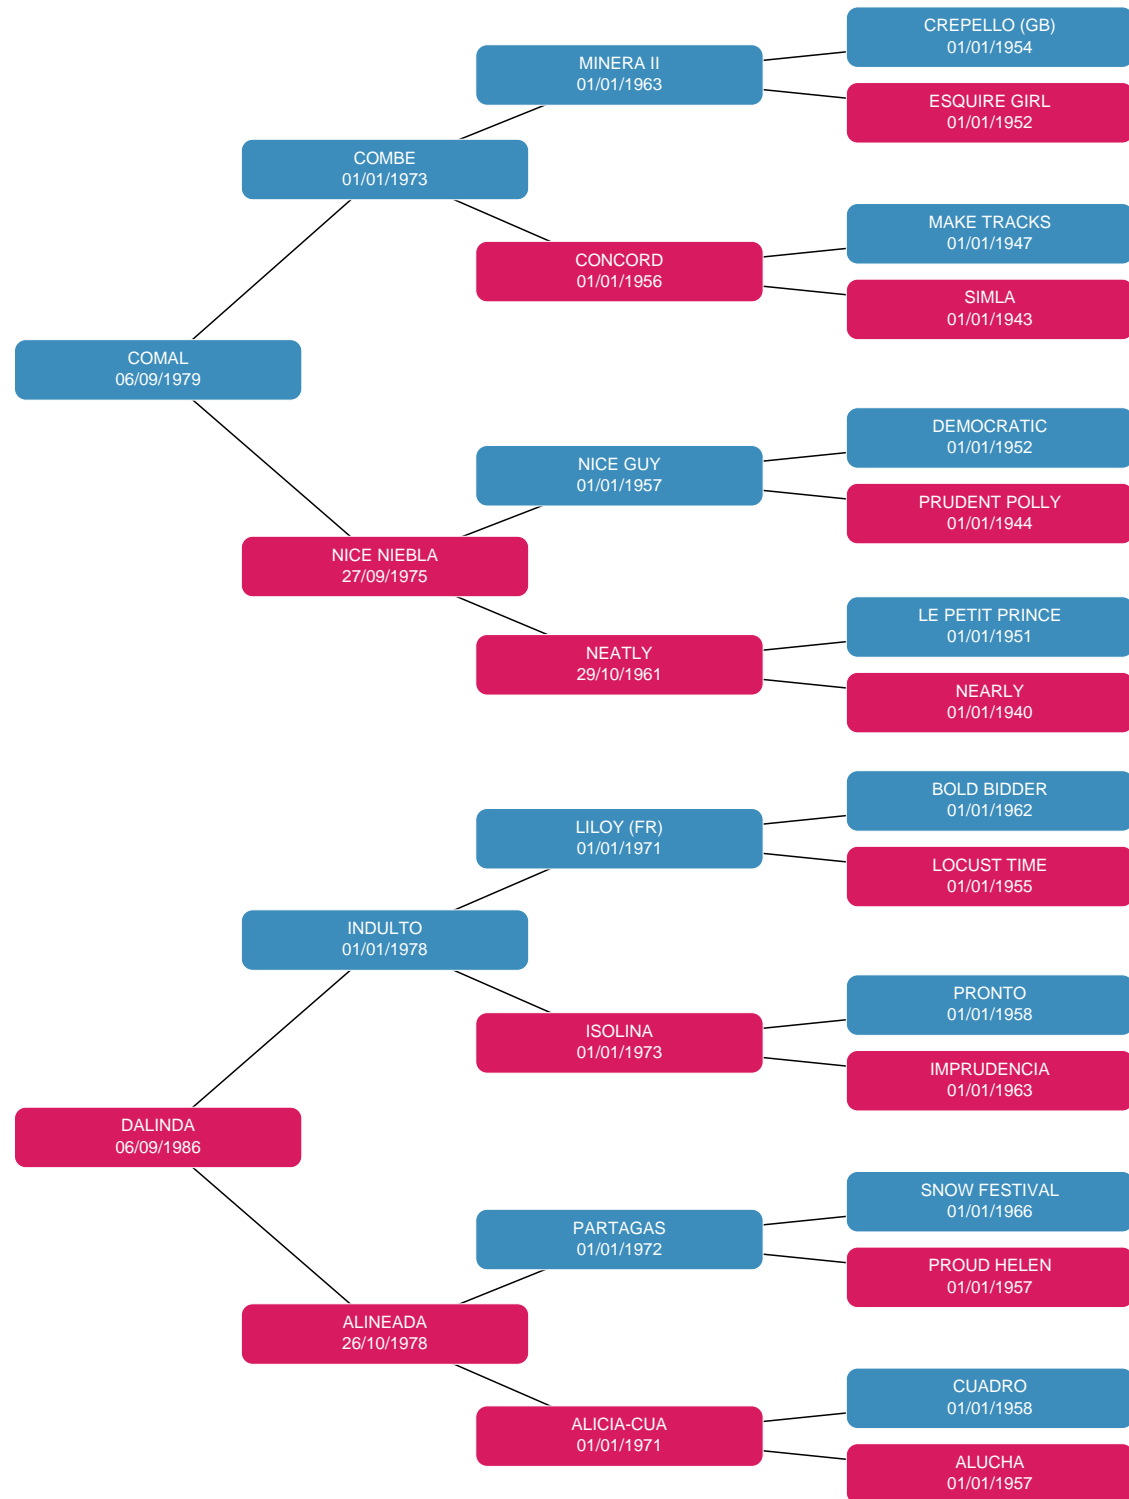 CREPELLO (GB)
01/01/1954
MINERA II
01/01/1963
ESQUIRE GIRL
01/01/1952
COMBE
01/01/1973
MAKE TRACKS
01/01/1947
CONCORD
01/01/1956
SIMLA
01/01/1943
COMAL
06/09/1979
DEMOCRATIC
01/01/1952
NICE GUY
01/01/1957
PRUDENT POLLY
01/01/1944
NICE NIEBLA
27/09/1975
LE PETIT PRINCE
01/01/1951
NEATLY
29/10/1961
NEARLY
01/01/1940
BOLD BIDDER
01/01/1962
LILOY (FR)
01/01/1971
LOCUST TIME
01/01/1955
INDULTO
01/01/1978
PRONTO
01/01/1958
ISOLINA
01/01/1973
IMPRUDENCIA
01/01/1963
DALINDA
06/09/1986
SNOW FESTIVAL
01/01/1966
PARTAGAS
01/01/1972
PROUD HELEN
01/01/1957
ALINEADA
26/10/1978
CUADRO
01/01/1958
ALICIA-CUA
01/01/1971
ALUCHA
01/01/1957